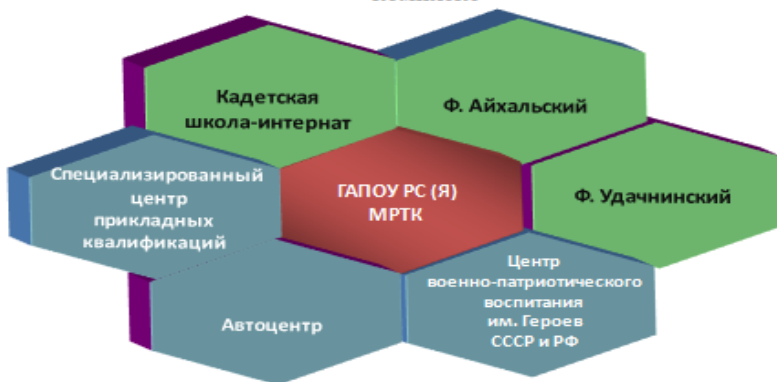 Кадетская
школа-интернат
Ф. Айхальский
Специализированный
центр
прикладных
квалификаций
ГАПОУ РС (Я)
МРТК
Ф. Удачнинский
Автоцентр
Центр
военно-патриотического
воспитания
им. Героев
СССР и РФ